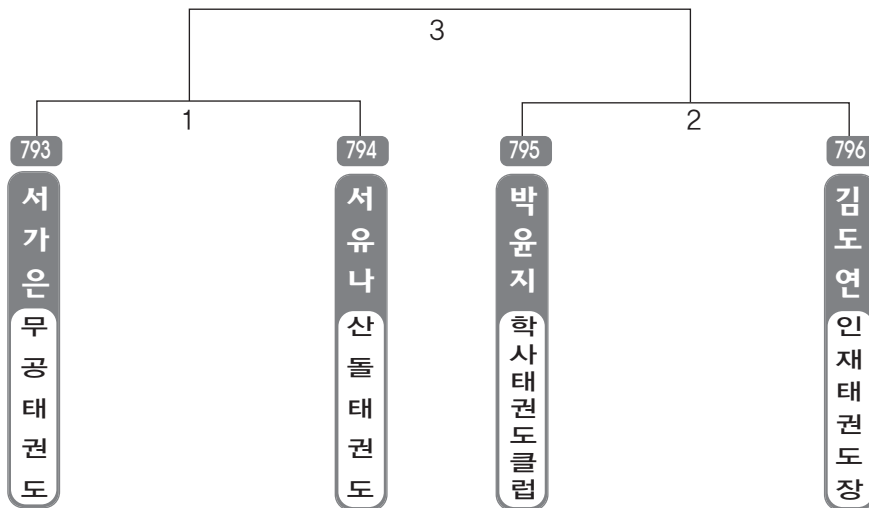 3
1
2
793
794
795
796
서가은
무공태권도
서유나
산돌태권도
박윤지
학사태권도클럽
김도연
인재태권도장